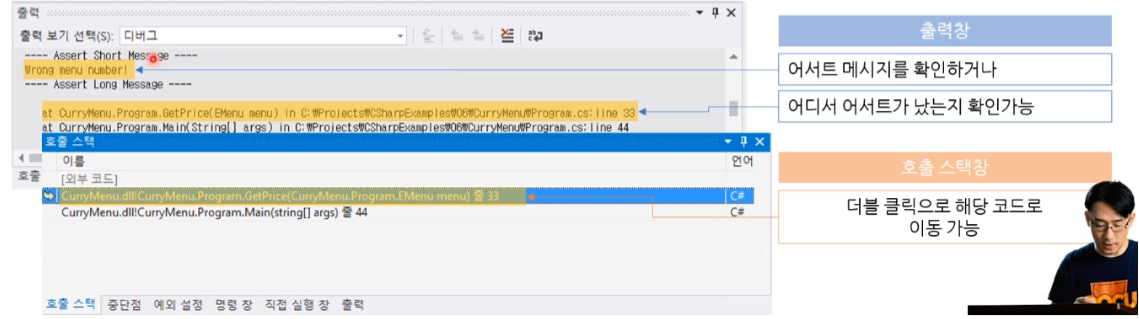 출력
출력 보기 선택(S): 디버그
---- Assert Short Message ----
Wrong menu number!
---- Assert Long Message ----
at CurryMenu.Program.GetPrice(EMenu menu) in C:₩Projects₩CSharpExamples₩06₩CurryMenu₩Program.cs:line 33
at CurryMenu.Program.Main(String[] args) in C:₩Projects₩CSharpExamples₩06₩CurryMenu₩Program.cs:line 44
호출
호출 스택
이름 언어
[외부 코드]
CurryMenu.dll!CurryMenu.Program.GetPrice(CurryMenu.Program.EMenu menu) 줄 33 C#
CurryMenu.dll!CurryMenu.Program.Main(string[] args) 줄 44 C#
호출 스택 중단점 예외 설정 명령 창 직접 실행 창 출력
출력창
어서트 메시지를 확인하거나
어디서 어서트가 났는지 확인가능
호출 스택창
더블 클릭으로 해당 코드로
이동 가능